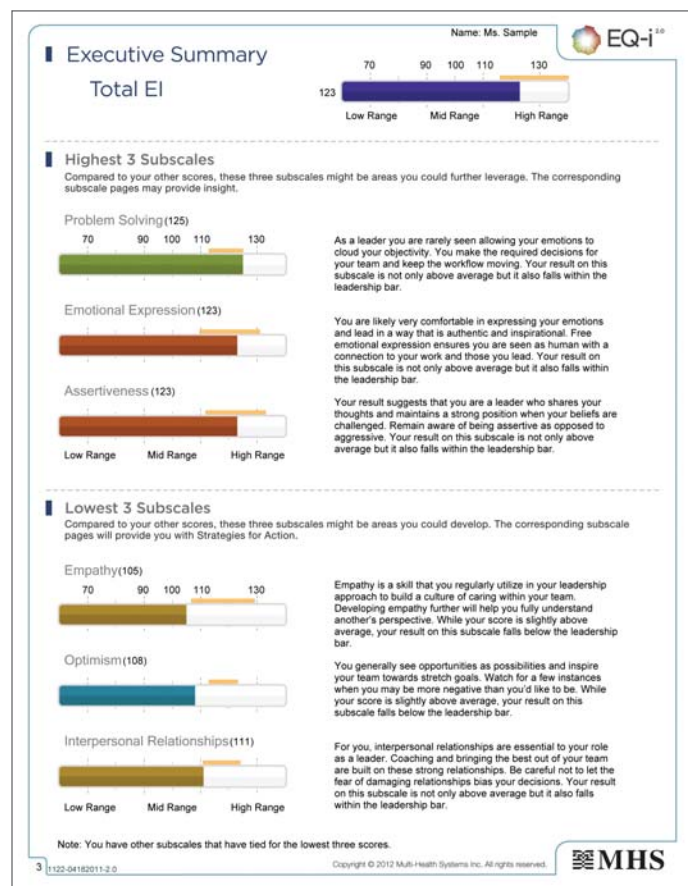 Name: Ms. Sample
EQ-i 2.0
Executive Summary
Total EI
70 90 100 110 130
123
Low Range Mid Range High Range
Highest 3 Subscales
Compared to your other scores, these three subscales might be areas you could further leverage. The corresponding
subscale pages may provide insight.
Problem Solving(125)
70 90 100 110 130
As a leader you are rarely seen allowing your emotions to
cloud your objectivity. You make the required decisions for
your team and keep the workflow moving. Your result on this
subscale is not only above average but it also falls within the
leadership bar.
Emotional Expression(123)
You are likely very comfortable in expressing your emotions
and lead in a way that is authentic and inspirational. Free
emotional expression ensures you are seen as human with a
connection to your work and those you lead. Your result on
this subscale is not only above average but it also falls within
the leadership bar.
Assertiveness (123)
Your result suggests that you are a leader who shares your
thoughts and maintains a strong position when your beliefs are
challenged. Remain aware of being assertive as opposed to
aggressive. Your result on this subscale is not only above
average but it also falls within the leadership bar.
Low Range Mid Range High Range
Lowest 3 Subscales
Compared to your other scores, these three subscales might be areas you could develop. The corresponding subscale
pages will provide you with Strategies for Action.
Empathy(105)
70 90 100 110 130
Empathy is a skill that you regularly utilize in your leadership
approach to build a culture of caring within your team.
Developing empathy further will help you fully understand
another's perspective. While your score is slightly above
average, your result on this subscale falls below the leadership
bar.
Optimism(108)
You generally see opportunities as possibilities and inspire
your team towards stretch goals. Watch for a few instances
when you may be more negative than you'd like to be. While
your score is slightly above average, your result on this
subscale falls below the leadership bar.
Interpersonal Relationships(111)
For you, interpersonal relationships are essential to your role
as a leader. Coaching and bringing the best out of your team
are built on these strong relationships. Be careful not to let the
fear of damaging relationships bias your decisions. Your result
on this subscale is not only above average but it also falls
within the leadership bar.
Low Range Mid Range High Range
Note: You have other subscales that have tied for the lowest three scores.
3 1122-04182011-2.0
Copyright © 2012 Multi-Health Systems Inc. All rights reserved.
MHS